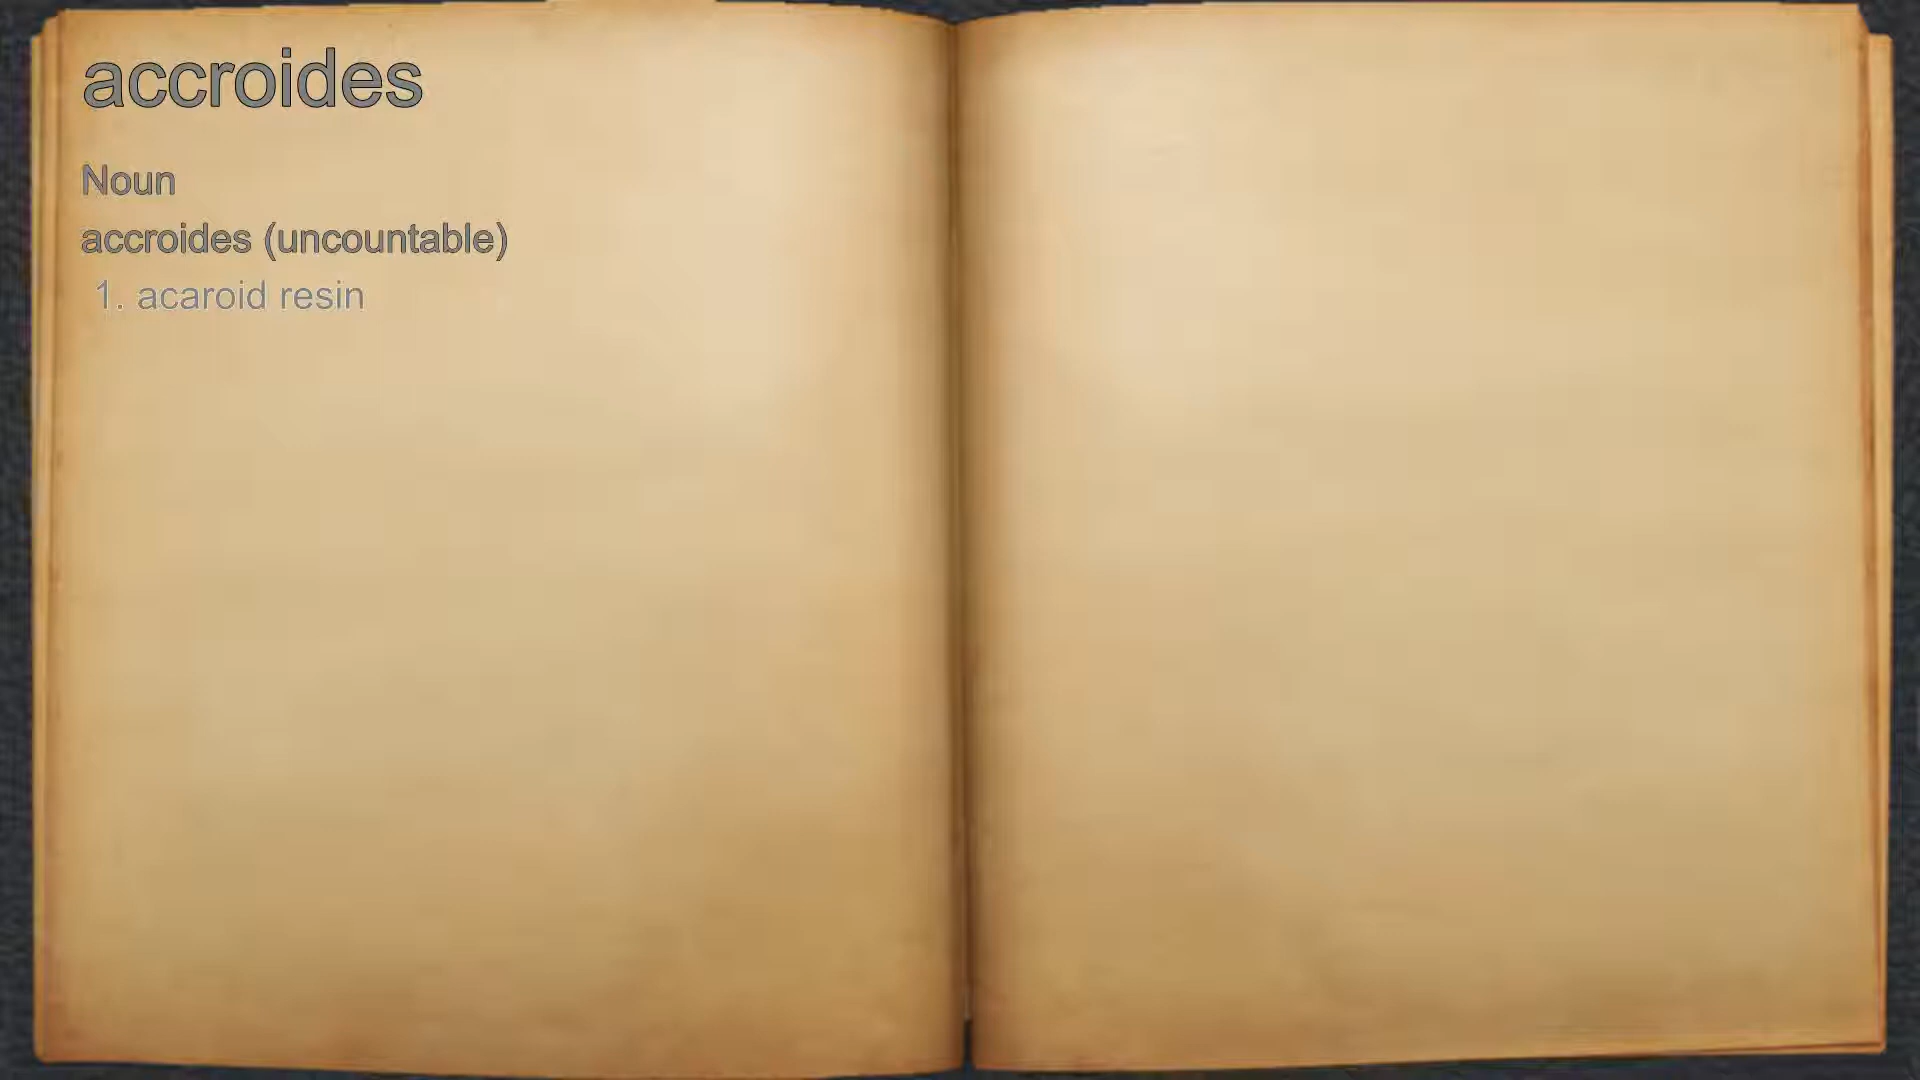 accroides
Noun
accroides (uncountable)
1. acaroid resin